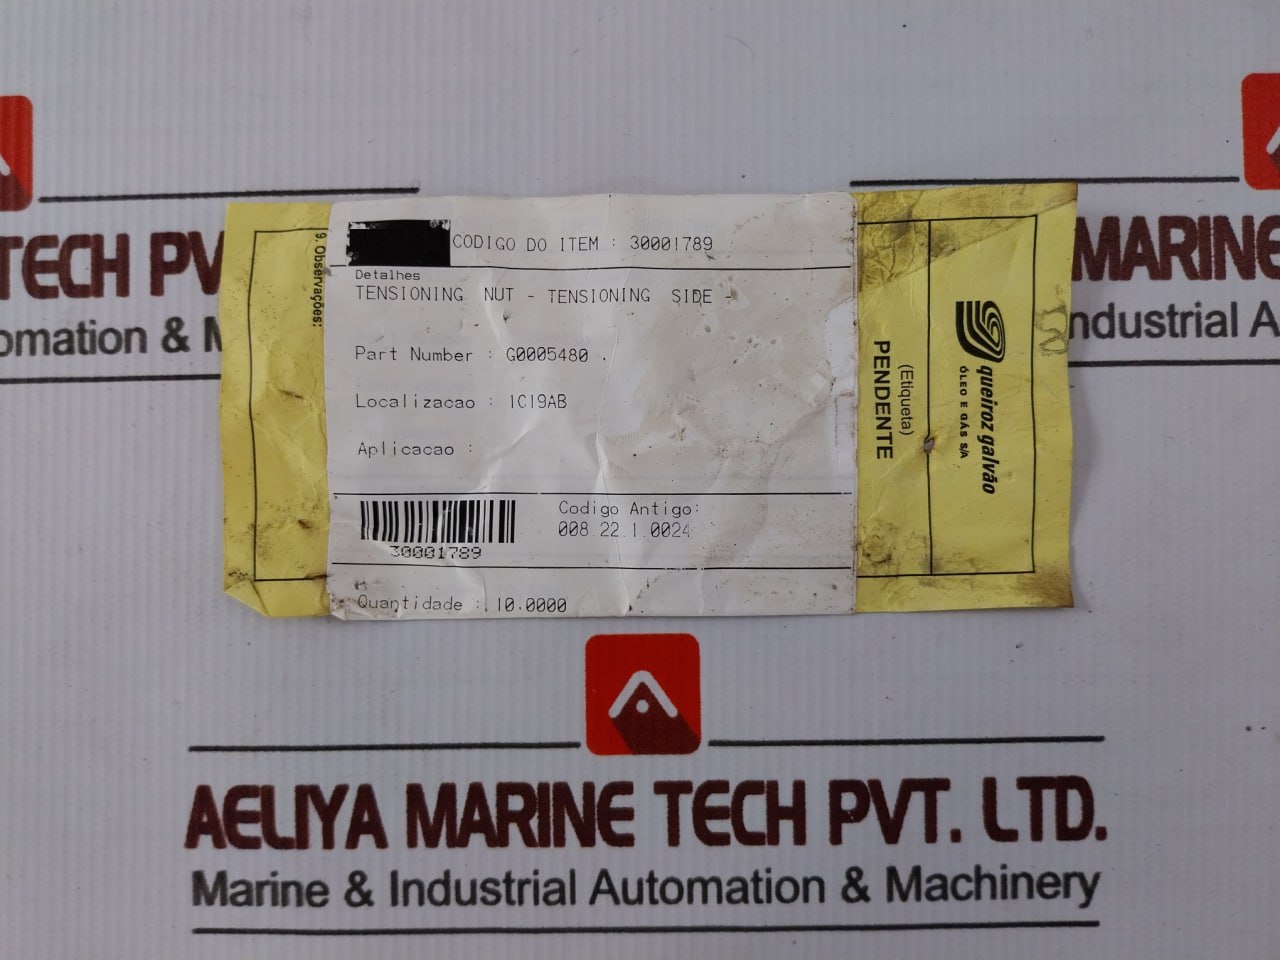 TECH PV
MARINE
omation & M
ndustrial A
9. Observações:
CODIGO DO ITEM : 30001789
Detalhes
TENSIONING NUT - TENSIONING SIDE -
Part Number : G0005480
Localizacao : 1C19AB
Aplicacao :
Codigo Antigo:
008.22.1.0024
30001789
Quantidade : 10.0000
(Etiqueta)
PENDENTE
queiroz galvão
ÓLEO E GÁS S/A
AELIYA MARINE TECH PVT. LTD.
Marine & Industrial Automation & Machinery